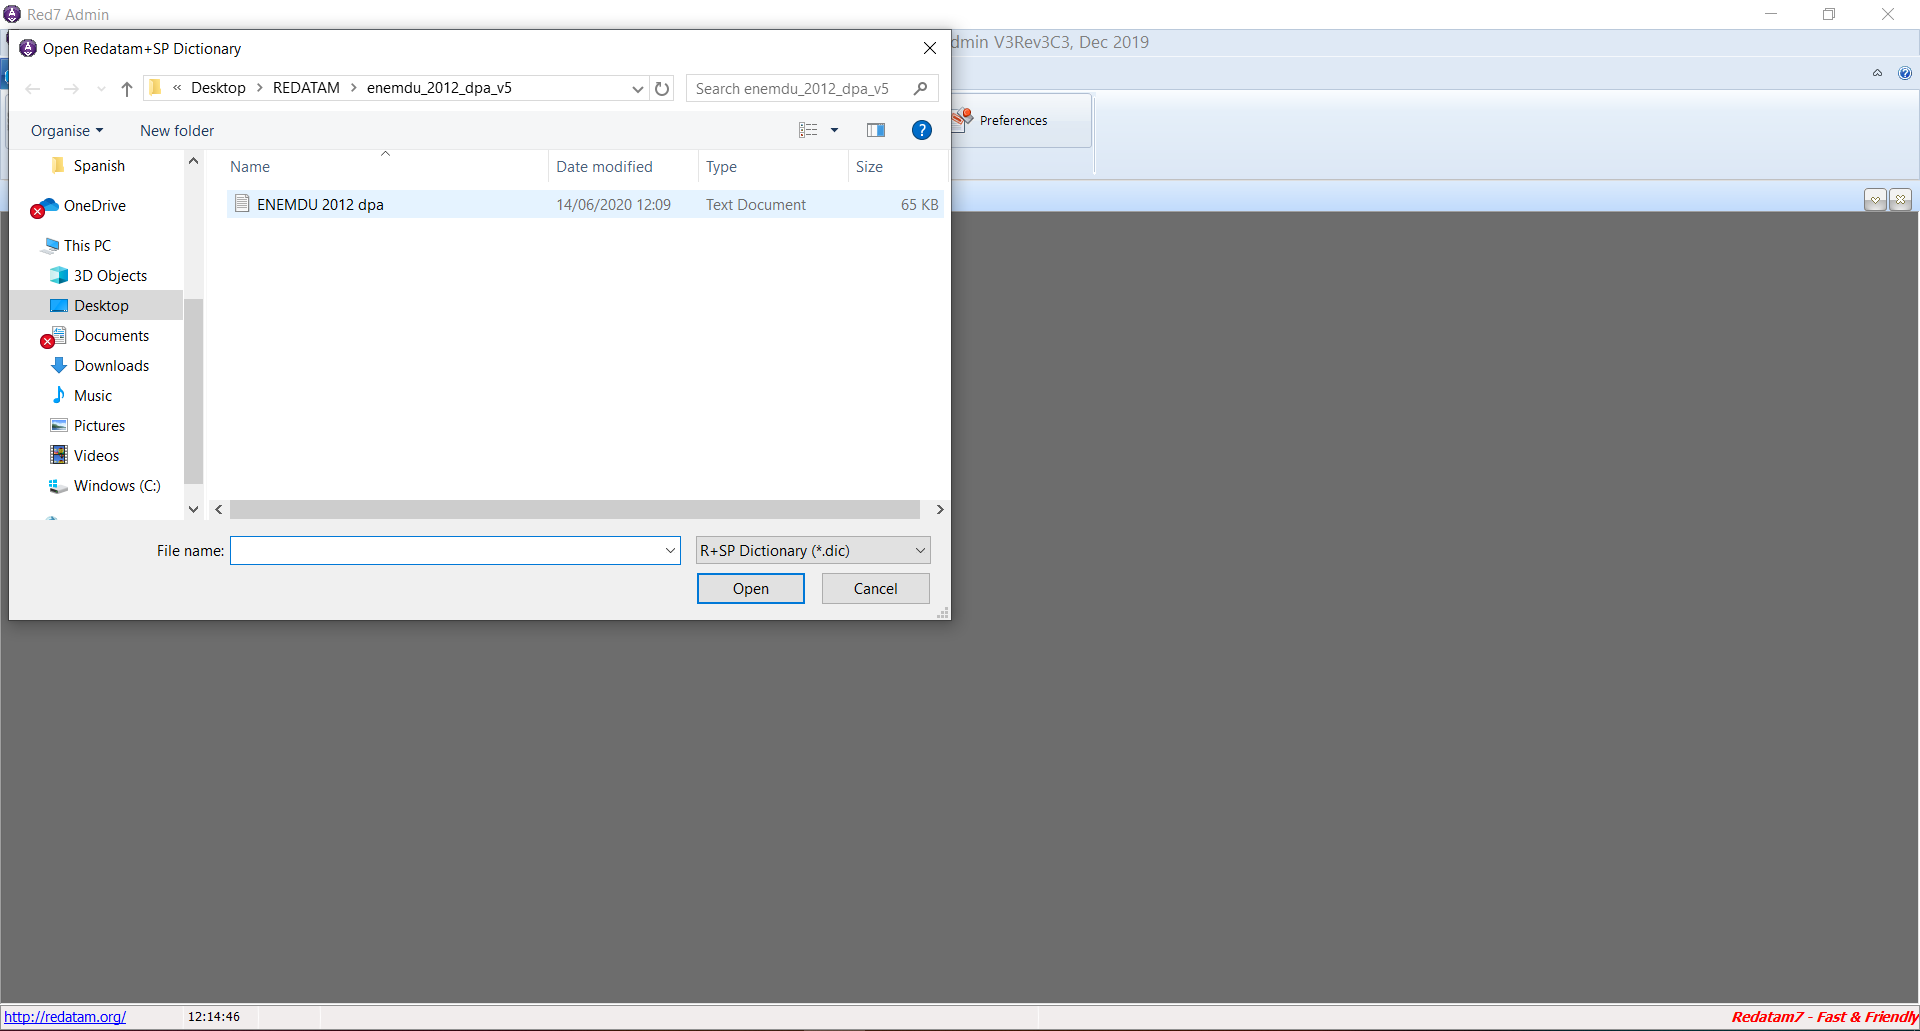 Red7 Admin
dmin V3Rev3C3, Dec 2019
Open Redatam+SP Dictionary
« Desktop > REDATAM > enemdu_2012_dpa_v5
Search enemdu_2012_dpa_v5
Organise
New folder
Preferences
Name
Date modified
Type
Size
ENEMDU 2012 dpa
14/06/2020 12:09
Text Document
65 KB
Spanish
OneDrive
This PC
3D Objects
Desktop
Documents
Downloads
Music
Pictures
Videos
Windows (C:)
File name:
R+SP Dictionary (*.dic)
Open
Cancel
http://redatam.org/
12:14:46
Redatam7 - Fast & Friendly